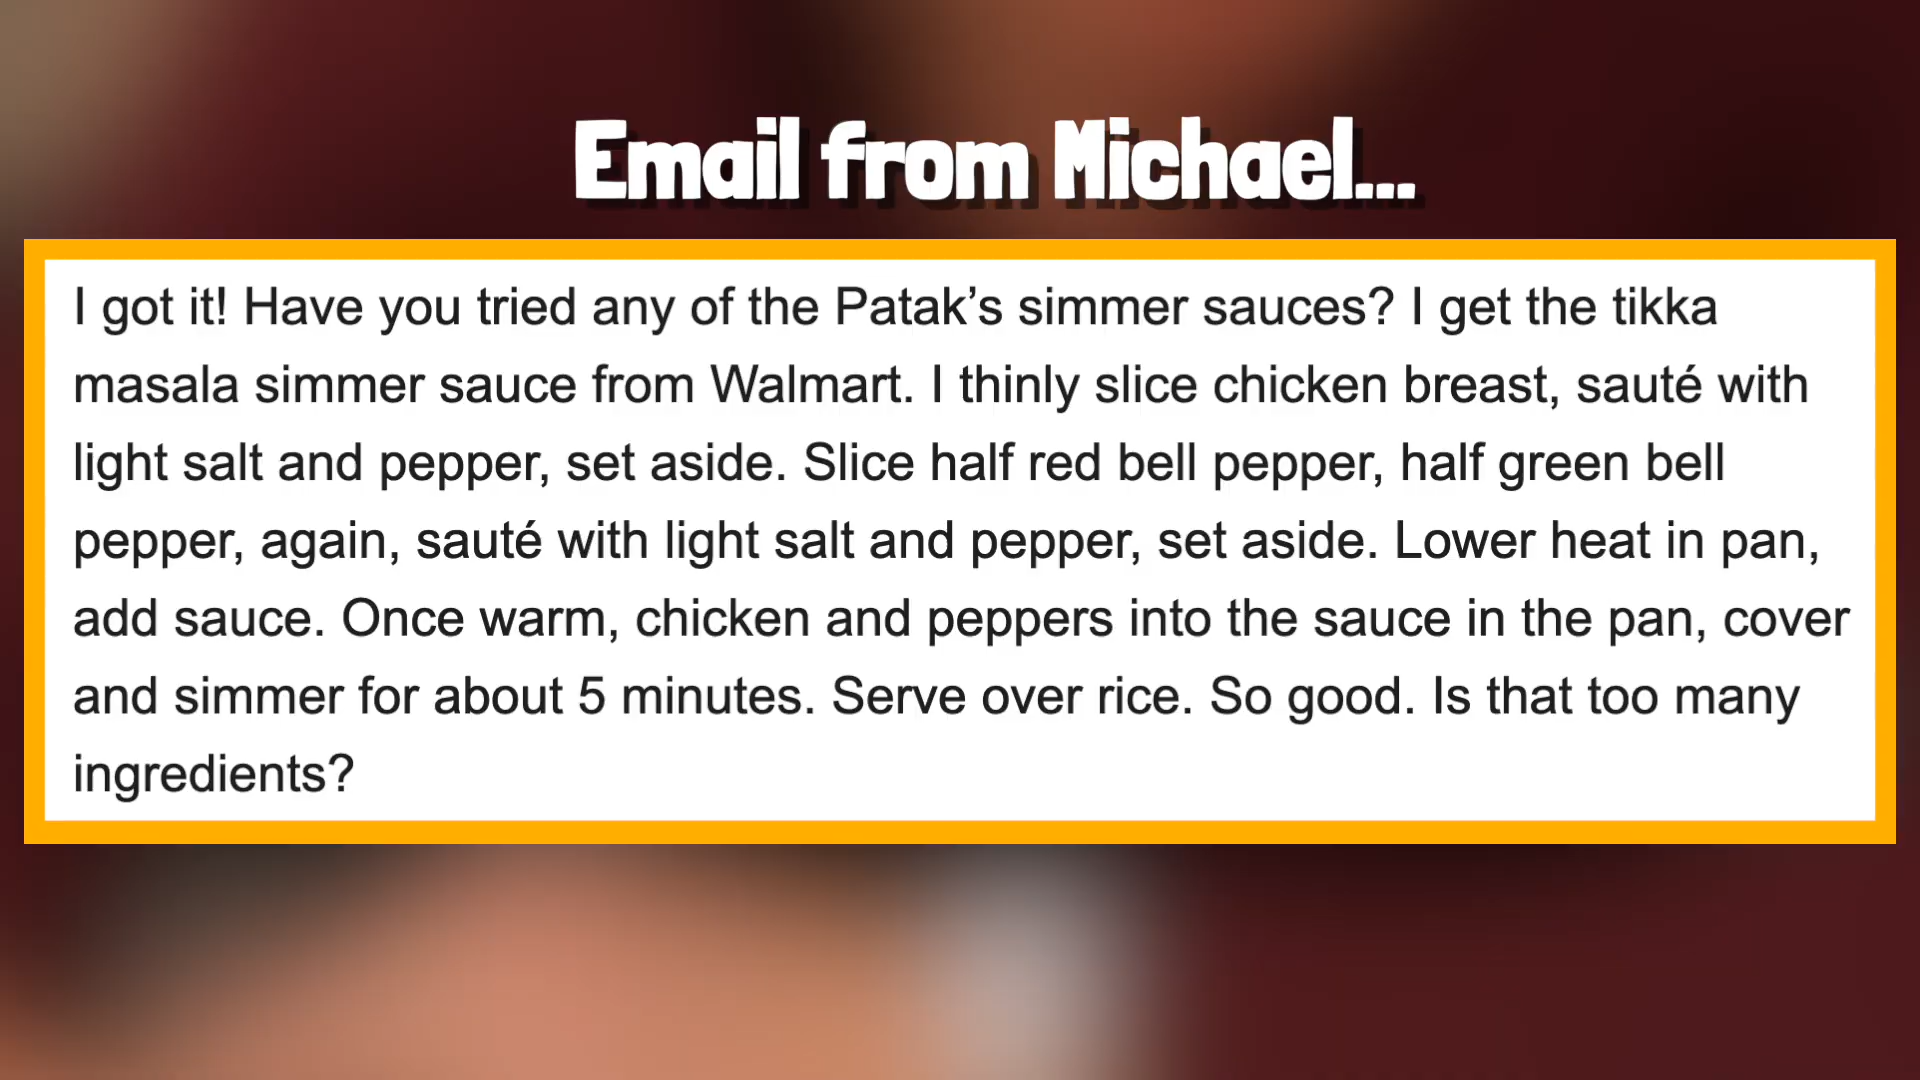 Email from Michael...
I got it! Have you tried any of the Patak’s simmer sauces? I get the tikka
masala simmer sauce from Walmart. I thinly slice chicken breast, sauté with
light salt and pepper, set aside. Slice half red bell pepper, half green bell
pepper, again, sauté with light salt and pepper, set aside. Lower heat in pan,
add sauce. Once warm, chicken and peppers into the sauce in the pan, cover
and simmer for about 5 minutes. Serve over rice. So good. Is that too many
ingredients?